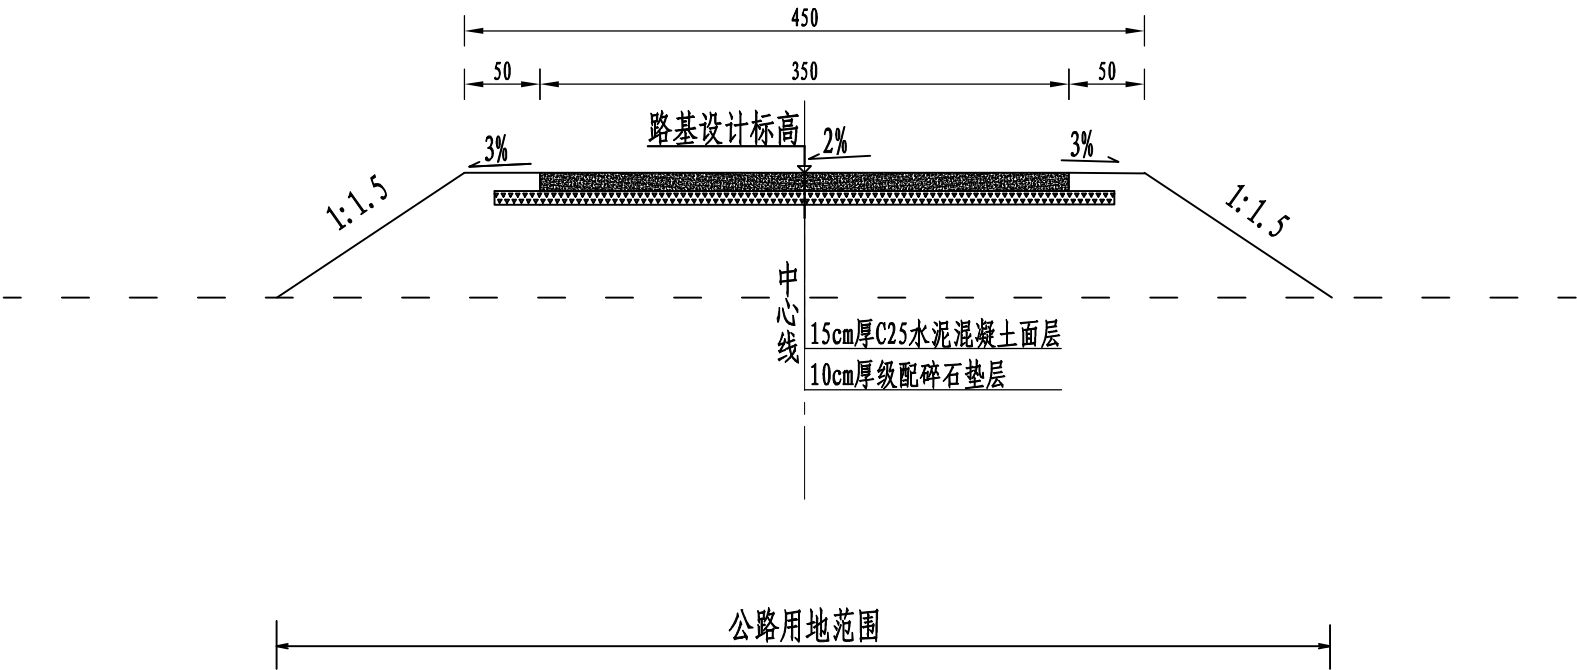 450
50
350
50
路基设计标高
3%
2%
3%
1:1.5
1:1.5
中心线
15cm厚C25水泥混凝土面层
10cm厚级配碎石垫层
公路用地范围